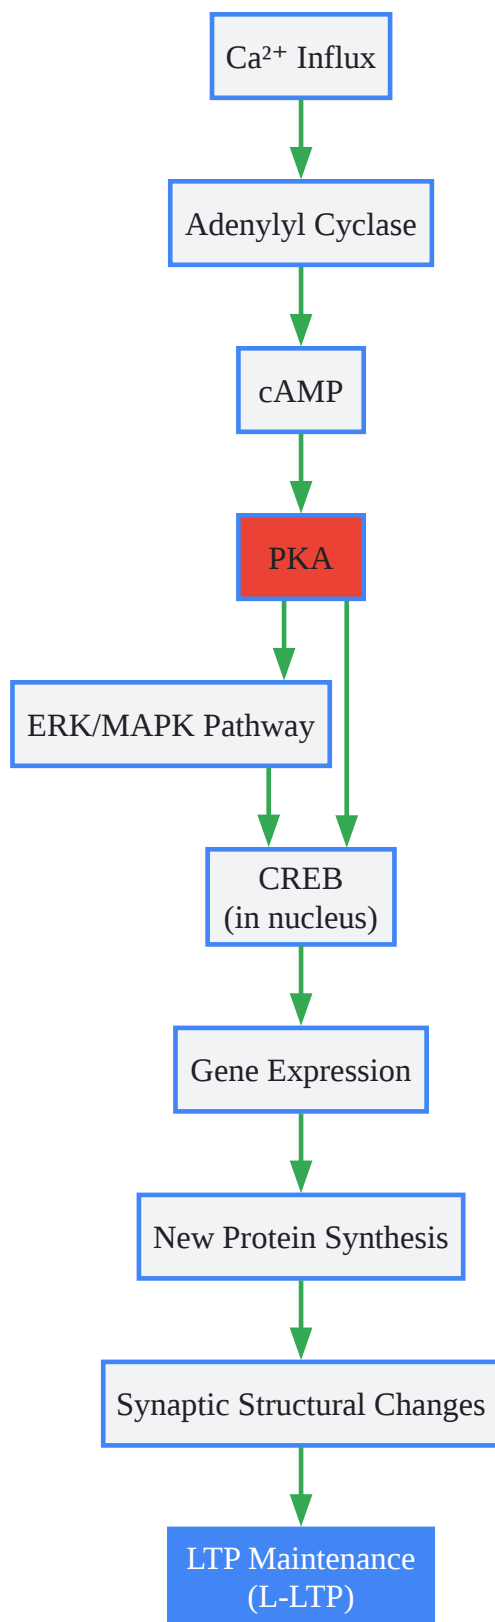 Ca²⁺ Influx
Adenylyl Cyclase
cAMP
PKA
ERK/MAPK Pathway
CREB
(in nucleus)
Gene Expression
New Protein Synthesis
Synaptic Structural Changes
LTP Maintenance
(L-LTP)